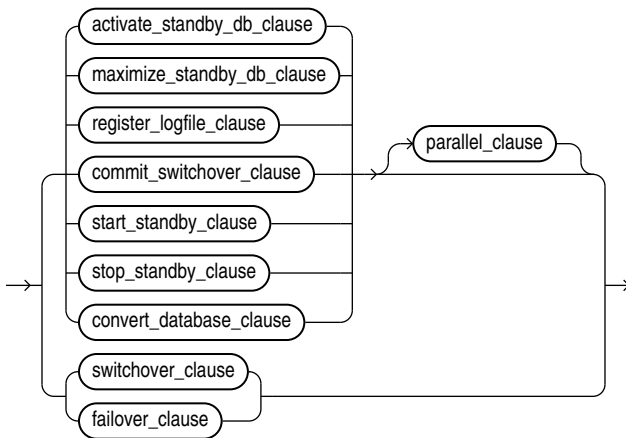 activate_standby_db_clause
maximize_standby_db_clause
register_logfile_clause
parallel_clause
commit_switchover_clause
start_standby_clause
stop_standby_clause
convert_database_clause
switchover_clause
failover_clause